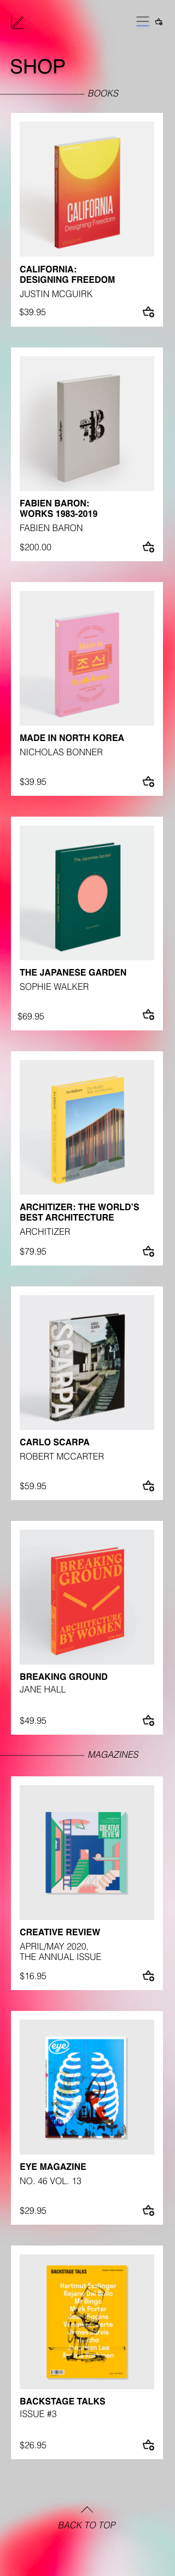 SHOP
BOOKS
CALIFORNIA
Designing Freedom
CALIFORNIA:
DESIGNING FREEDOM
JUSTIN MCGUIRK
$39.95
B
FABIEN BARON:
WORKS 1983-2019
FABIEN BARON
$200.00
조선
MADE IN NORTH KOREA
NICHOLAS BONNER
$39.95
The Japanese Garden
The Japanese Garden
THE JAPANESE GARDEN
SOPHIE WALKER
$69.95
ARCHITIZER: THE WORLD'S
BEST ARCHITECTURE
ARCHITIZER
$79.95
SCARPA
CARLO SCARPA
ROBERT MCCARTER
$59.95
BREAKING
GROUND
ARCHITECTURE
BY WOMEN
BREAKING GROUND
JANE HALL
$49.95
MAGAZINES
CREATIVE
REVIEW
CREATIVE REVIEW
APRIL/MAY 2020,
THE ANNUAL ISSUE
$16.95
eye
EYE MAGAZINE
NO. 46 VOL. 13
$29.95
BACKSTAGE TALKS
BACKSTAGE TALKS
ISSUE #3
$26.95
BACK TO TOP